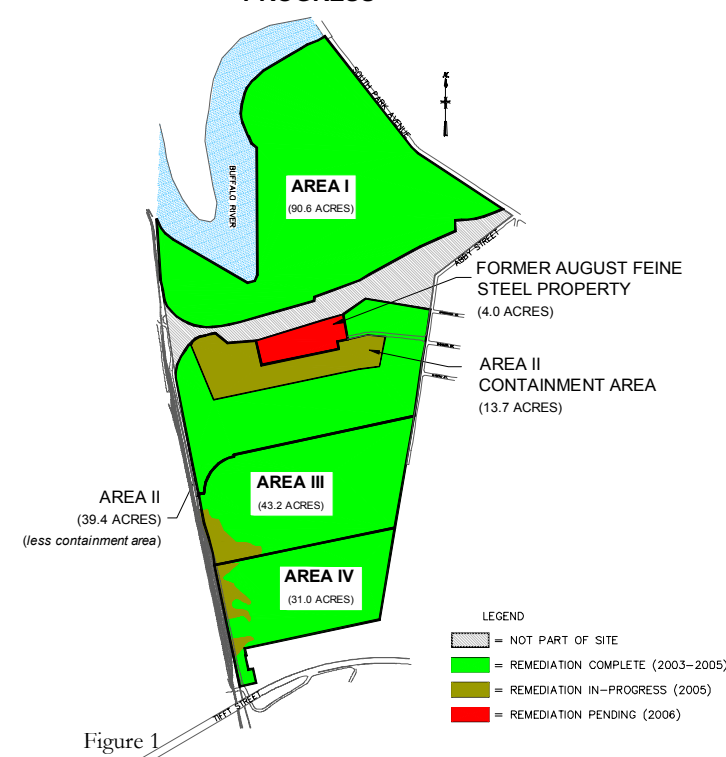 PROGRESS
SOUTH PARK AVENUE
N
BUFFALO RIVER
AREA I
(90.6 ACRES)
ABBY STREET
FORMER AUGUST FEINE
STEEL PROPERTY
(4.0 ACRES)
AREA II
CONTAINMENT AREA
(13.7 ACRES)
AREA III
(43.2 ACRES)
AREA II
(39.4 ACRES)
(less containment area)
AREA IV
(31.0 ACRES)
LEGEND
= NOT PART OF SITE
= REMEDIATION COMPLETE (2003-2005)
= REMEDIATION IN-PROGRESS (2005)
= REMEDIATION PENDING (2006)
TIFFT STREET
Figure 1